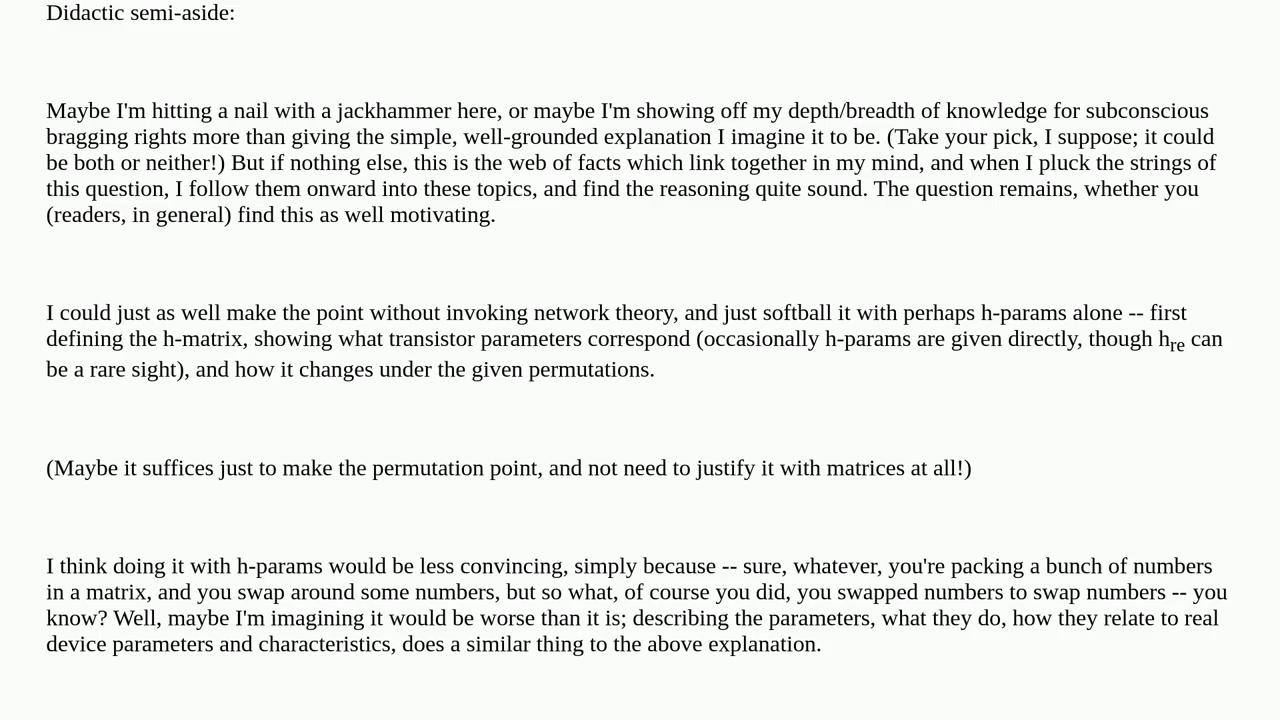 Didactic semi-aside:
Maybe I'm hitting a nail with a jackhammer here, or maybe I'm showing off my depth/breadth of knowledge for subconscious
bragging rights more than giving the simple, well-grounded explanation I imagine it to be. (Take your pick, I suppose; it could
be both or neither!) But if nothing else, this is the web of facts which link together in my mind, and when I pluck the strings of
this question, I follow them onward into these topics, and find the reasoning quite sound. The question remains, whether you
(readers, in general) find this as well motivating.
I could just as well make the point without invoking network theory, and just softball it with perhaps h-params alone -- first
defining the h-matrix, showing what transistor parameters correspond (occasionally h-params are given directly, though hre can
be a rare sight), and how it changes under the given permutations.
(Maybe it suffices just to make the permutation point, and not need to justify it with matrices at all!)
I think doing it with h-params would be less convincing, simply because -- sure, whatever, you're packing a bunch of numbers
in a matrix, and you swap around some numbers, but so what, of course you did, you swapped numbers to swap numbers -- you
know? Well, maybe I'm imagining it would be worse than it is; describing the parameters, what they do, how they relate to real
device parameters and characteristics, does a similar thing to the above explanation.